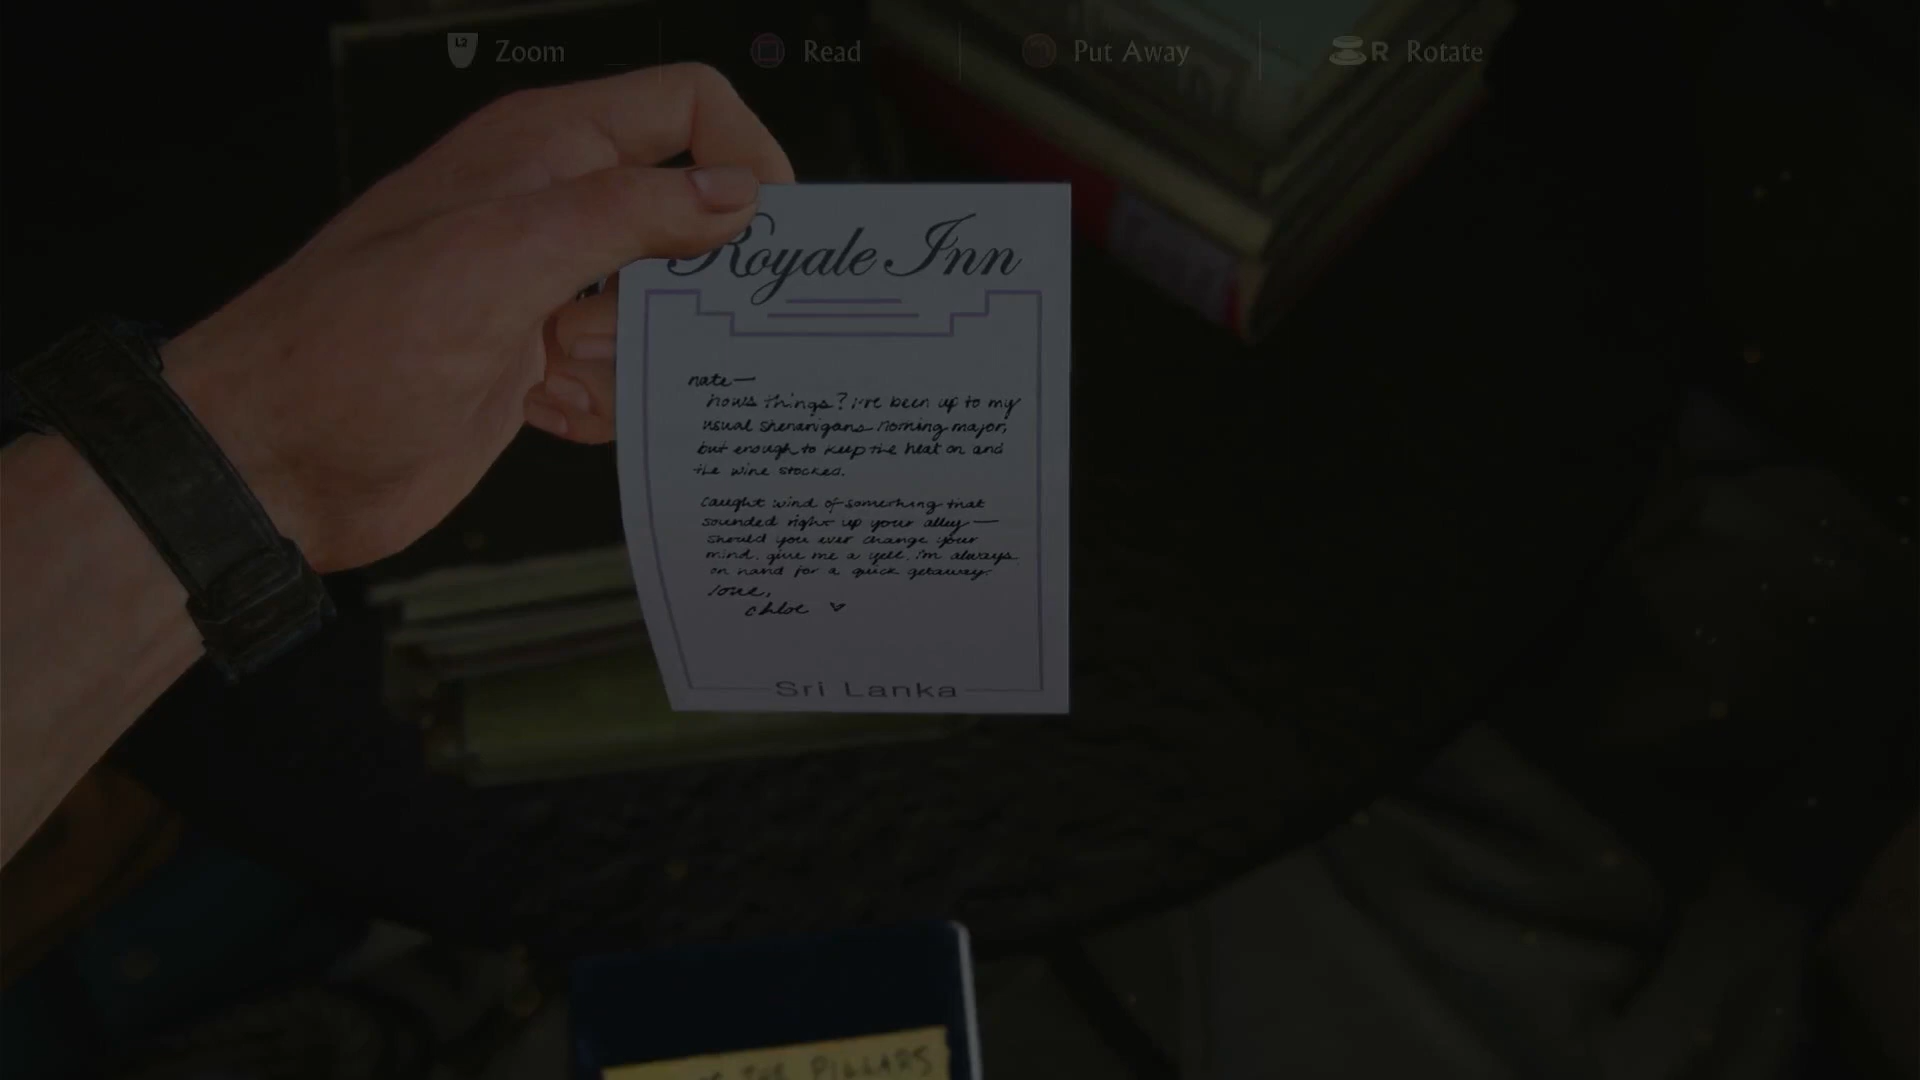 L2 Zoom
Read
Put Away
R Rotate
Royale Inn
nate—
hows things? I've been up to my
usual shenanigans. Nothing major,
but enough to keep the heat on and
the wine stocked.
Caught wind of something that
sounded right up your alley—
should you ever change your
mind, give me a yell. I'm always
on hand for a quick getaway.
love,
chloe
Sri Lanka
THE PILLARS